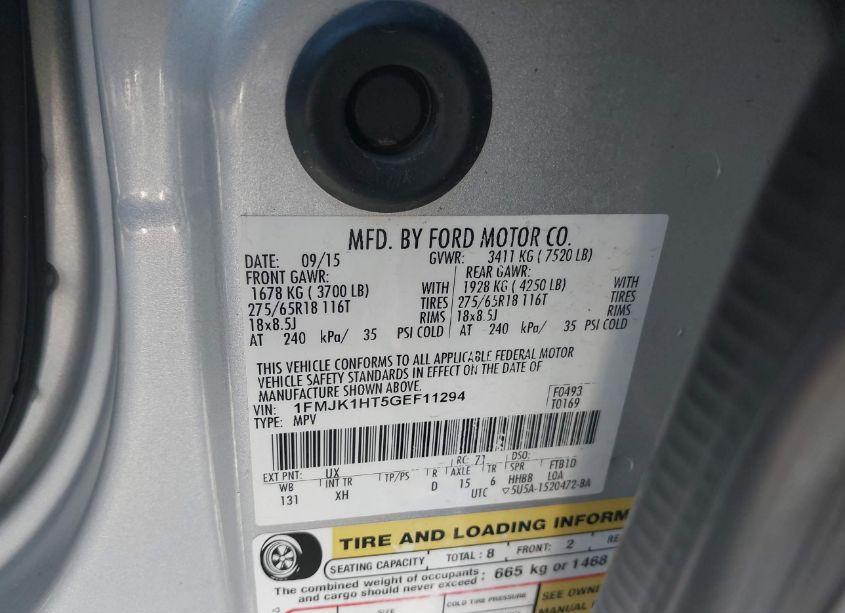 MFD. BY FORD MOTOR CO.
DATE: 09/15 GVWR: 3411 KG ( 7520 LB)
FRONT GAWR: REAR GAWR:
1678 KG ( 3700 LB) WITH 1928 KG ( 4250 LB) WITH
275/65R18 116T TIRES 275/65R18 116T TIRES
18x8.5J RIMS 18x8.5J RIMS
AT 240 kPa/ 35 PSI COLD AT 240 kPa/ 35 PSI COLD
THIS VEHICLE CONFORMS TO ALL APPLICABLE FEDERAL MOTOR
VEHICLE SAFETY STANDARDS IN EFFECT ON THE DATE OF
MANUFACTURE SHOWN ABOVE.
VIN: 1FMJK1HT5GEF11294 F0493
TYPE: MPV T0169
EXT PNT: UX RC: 71 DSO:
WB INT TR TP/PS R AXLE TR SPR FTB1D
131 XH D 15 6 HHBB LOA
UTC ▽5U5A-1520472-BA
TIRE AND LOADING INFORM
SEATING CAPACITY TOTAL: 8 FRONT: 2
The combined weight of occupants
and cargo should never exceed : 665 kg or 1468
SIZE COLD TIRE PRESSURE SEE OWNE
MANUAL